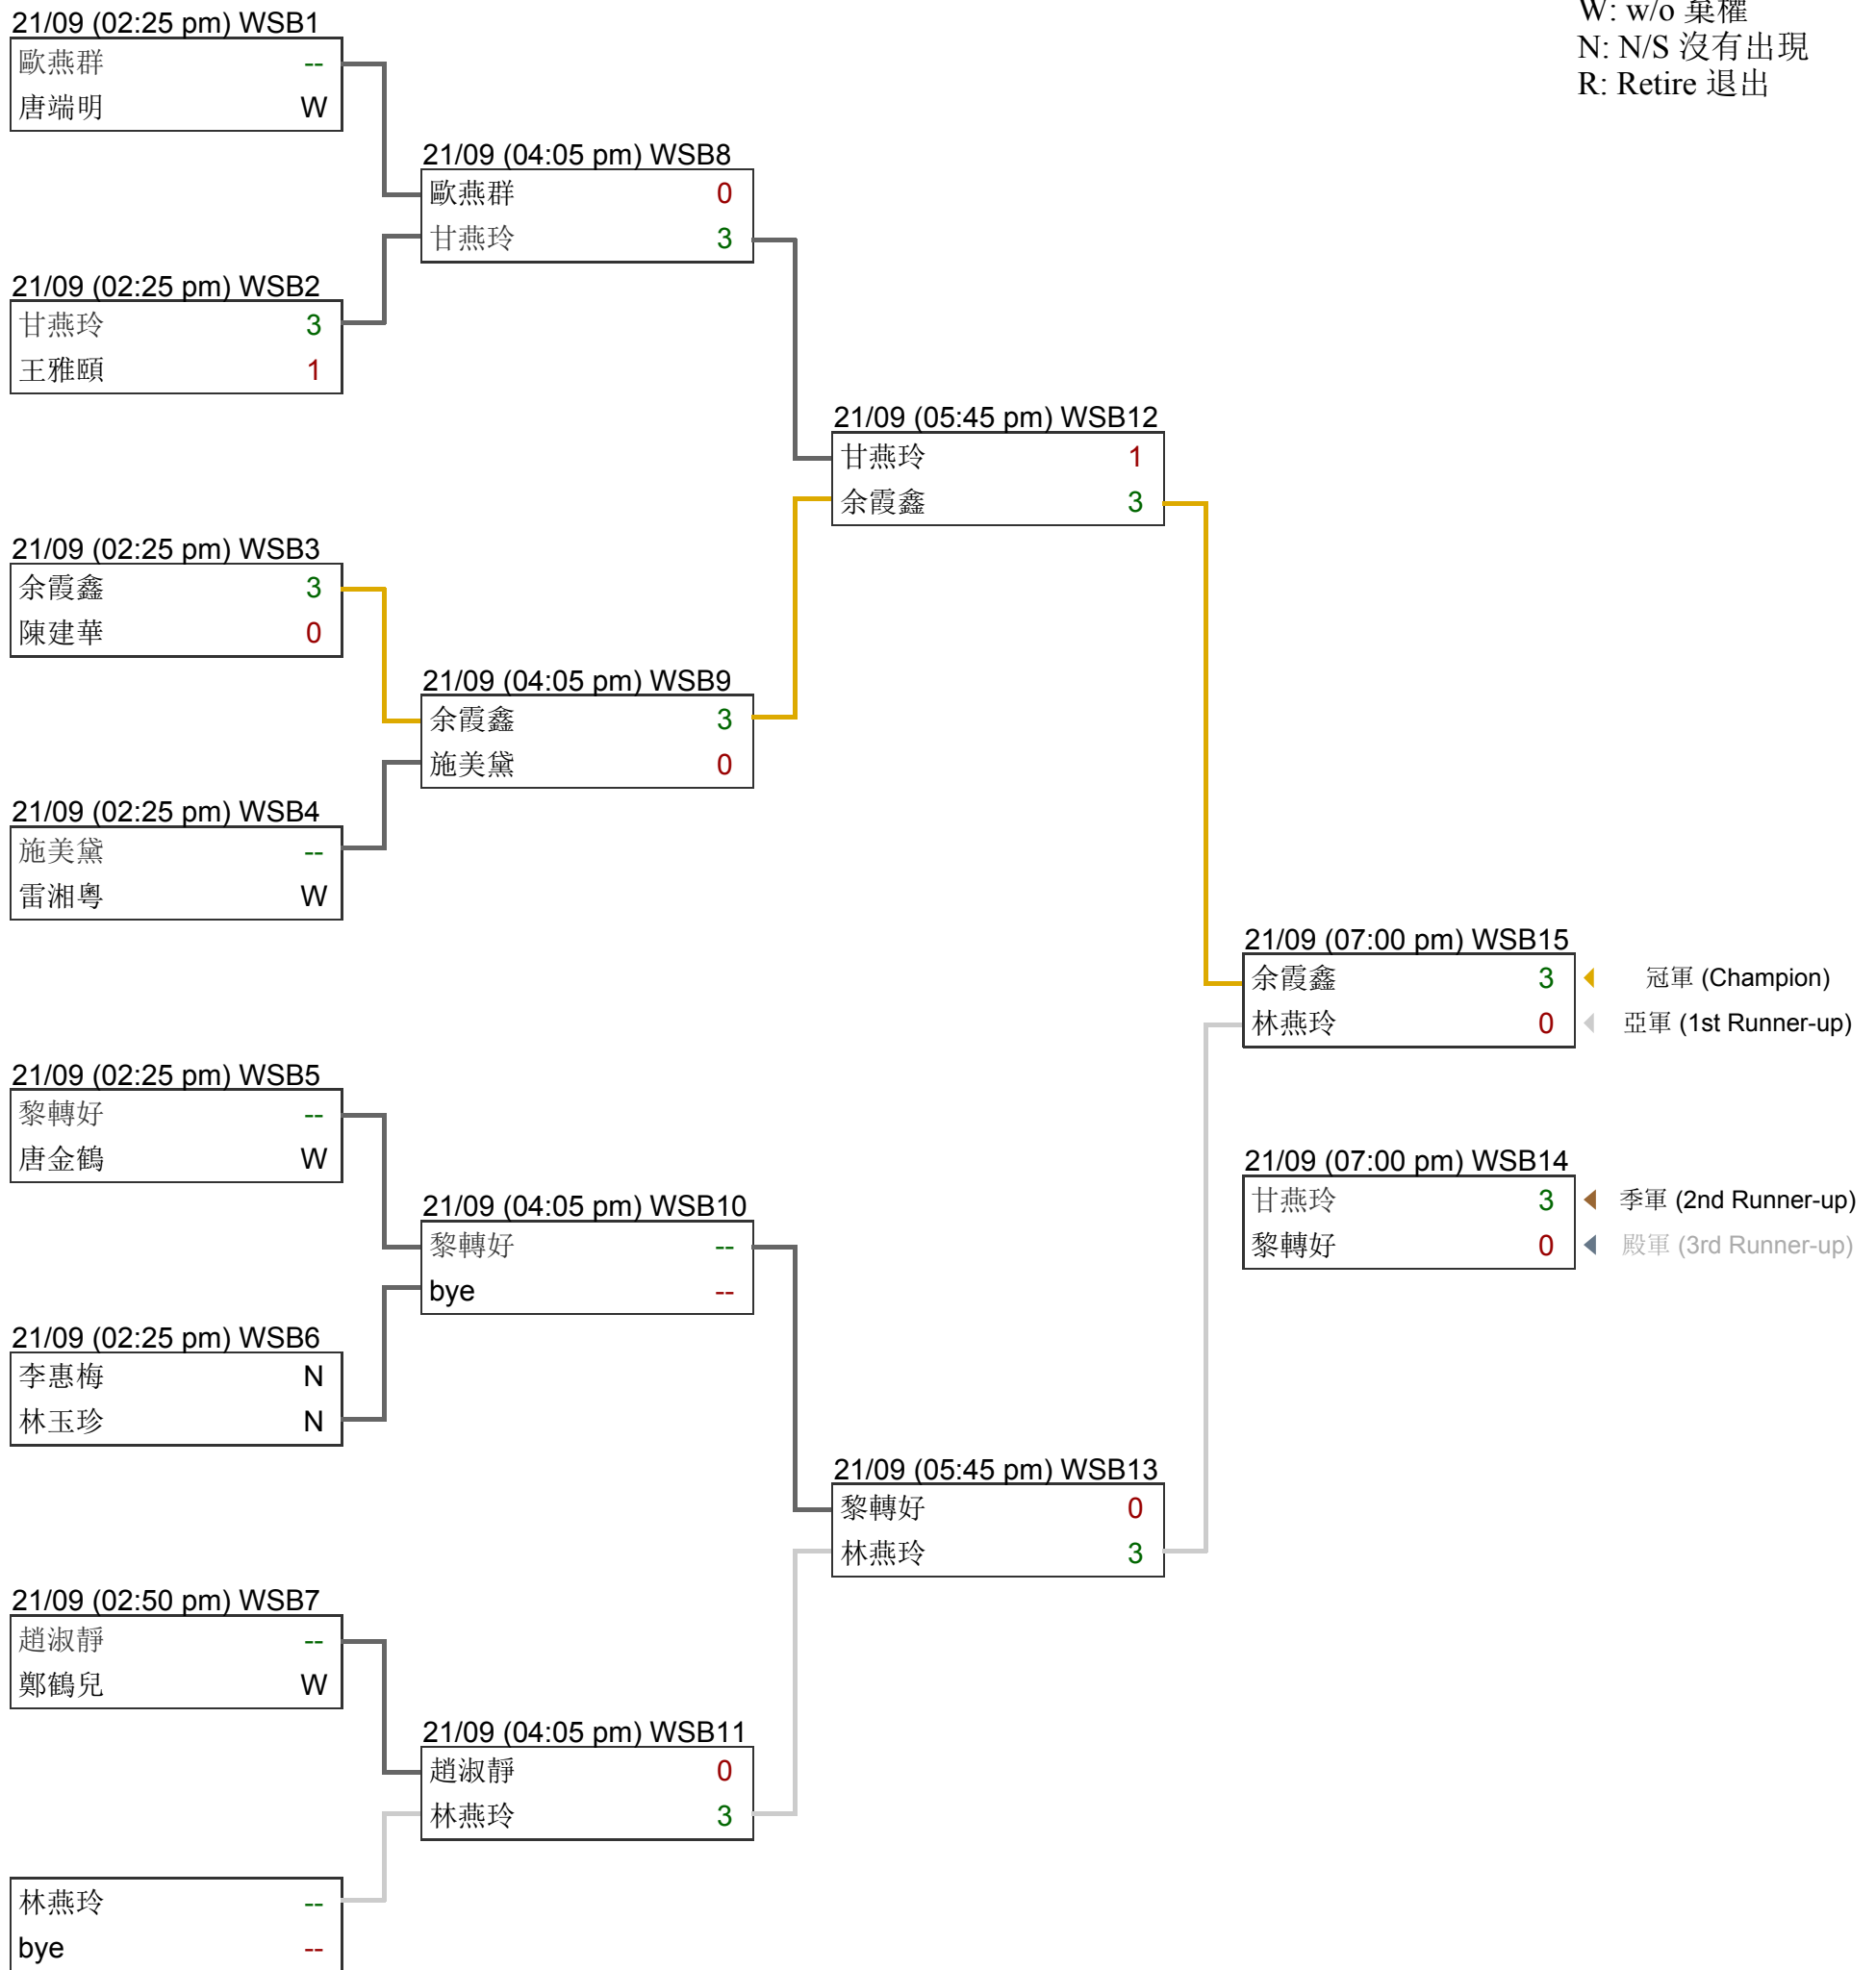 W: w/o 棄權
N: N/S 沒有出現
R: Retire 退出
21/09 (02:25 pm) WSB1
歐燕群 --
唐端明 W
21/09 (04:05 pm) WSB8
歐燕群 0
甘燕玲 3
21/09 (02:25 pm) WSB2
甘燕玲 3
王雅頤 1
21/09 (05:45 pm) WSB12
甘燕玲 1
余霞鑫 3
21/09 (02:25 pm) WSB3
余霞鑫 3
陳建華 0
21/09 (04:05 pm) WSB9
余霞鑫 3
施美黛 0
21/09 (02:25 pm) WSB4
施美黛 --
雷湘粵 W
21/09 (07:00 pm) WSB15
余霞鑫 3 冠軍 (Champion)
林燕玲 0 亞軍 (1st Runner-up)
21/09 (02:25 pm) WSB5
黎轉好 --
唐金鶴 W
21/09 (07:00 pm) WSB14
甘燕玲 3 季軍 (2nd Runner-up)
黎轉好 0 殿軍 (3rd Runner-up)
21/09 (04:05 pm) WSB10
黎轉好 --
bye --
21/09 (02:25 pm) WSB6
李惠梅 N
林玉珍 N
21/09 (05:45 pm) WSB13
黎轉好 0
林燕玲 3
21/09 (02:50 pm) WSB7
趙淑靜 --
鄭鶴兒 W
21/09 (04:05 pm) WSB11
趙淑靜 0
林燕玲 3
林燕玲 --
bye --